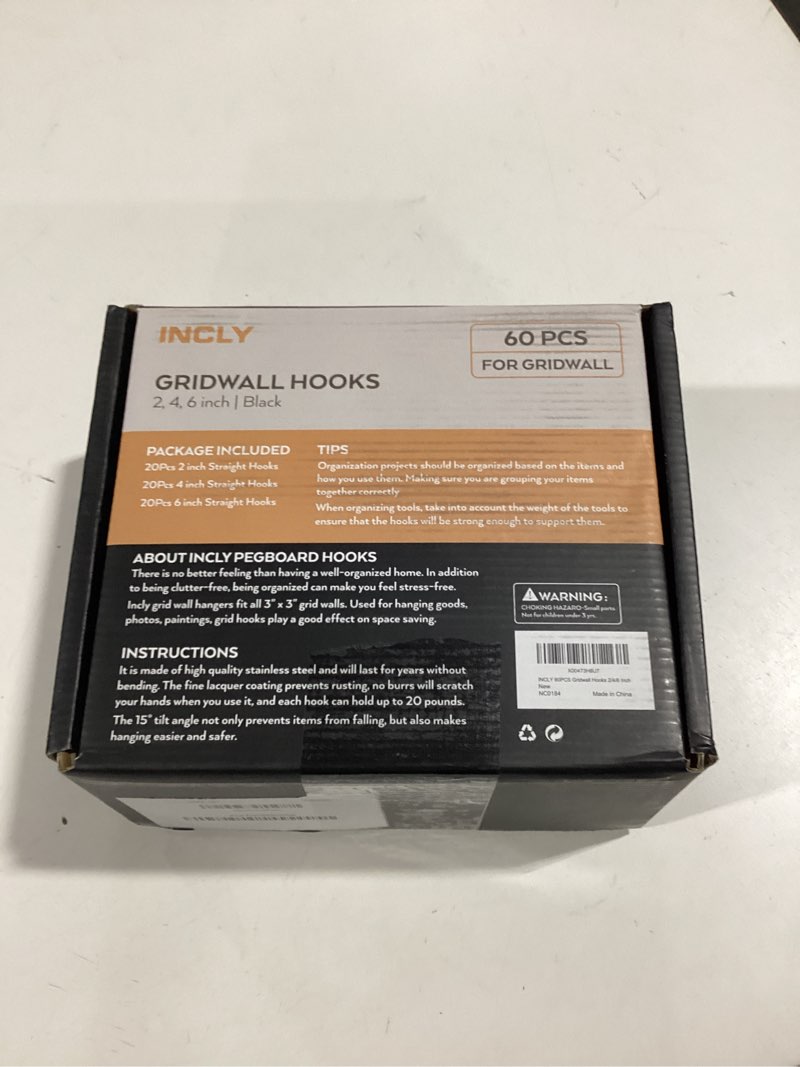 INCLY
60 PCS
FOR GRIDWALL
GRIDWALL HOOKS
2, 4, 6 inch | Black
PACKAGE INCLUDED
20Pcs 2 inch Straight Hooks
20Pcs 4 inch Straight Hooks
20Pcs 6 inch Straight Hooks
TIPS
Organization projects should be organized based on the items and
how you use them. Making sure you are grouping your items
together correctly
When organizing tools, take into account the weight of the tools to
ensure that the hooks will be strong enough to support them.
ABOUT INCLY PEGBOARD HOOKS
There is no better feeling than having a well-organized home. In addition
to being clutter-free, being organized can make you feel stress-free.
Incly grid wall hangers fit all 3" x 3" grid walls. Used for hanging goods,
photos, paintings, grid hooks play a good effect on space saving.
INSTRUCTIONS
It is made of high quality stainless steel and will last for years without
bending. The fine lacquer coating prevents rusting, no burrs will scratch
your hands when you use it, and each hook can hold up to 20 pounds.
The 15° tilt angle not only prevents items from falling, but also makes
hanging easier and safer.
WARNING:
CHOKING HAZARD-Small parts
Not for children under 3 yrs.
INCLY 60PCS Gridwall Hooks 2/4/6 Inch
New
NC0184 Made in China